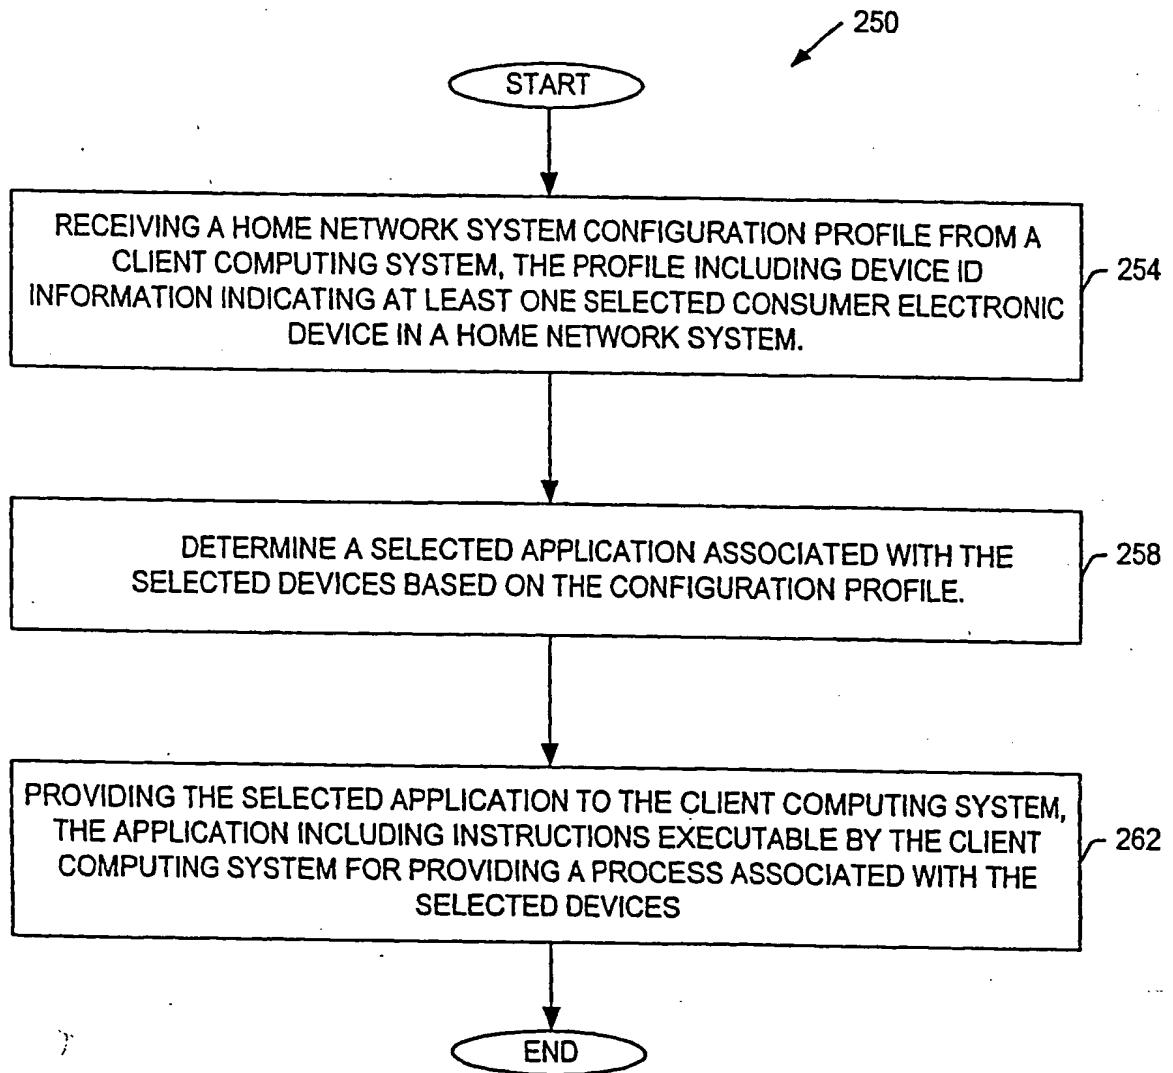 250
START
RECEIVING A HOME NETWORK SYSTEM CONFIGURATION PROFILE FROM A
CLIENT COMPUTING SYSTEM, THE PROFILE INCLUDING DEVICE ID
INFORMATION INDICATING AT LEAST ONE SELECTED CONSUMER ELECTRONIC
DEVICE IN A HOME NETWORK SYSTEM.
254
DETERMINE A SELECTED APPLICATION ASSOCIATED WITH THE
SELECTED DEVICES BASED ON THE CONFIGURATION PROFILE.
258
PROVIDING THE SELECTED APPLICATION TO THE CLIENT COMPUTING SYSTEM,
THE APPLICATION INCLUDING INSTRUCTIONS EXECUTABLE BY THE CLIENT
COMPUTING SYSTEM FOR PROVIDING A PROCESS ASSOCIATED WITH THE
SELECTED DEVICES
262
END